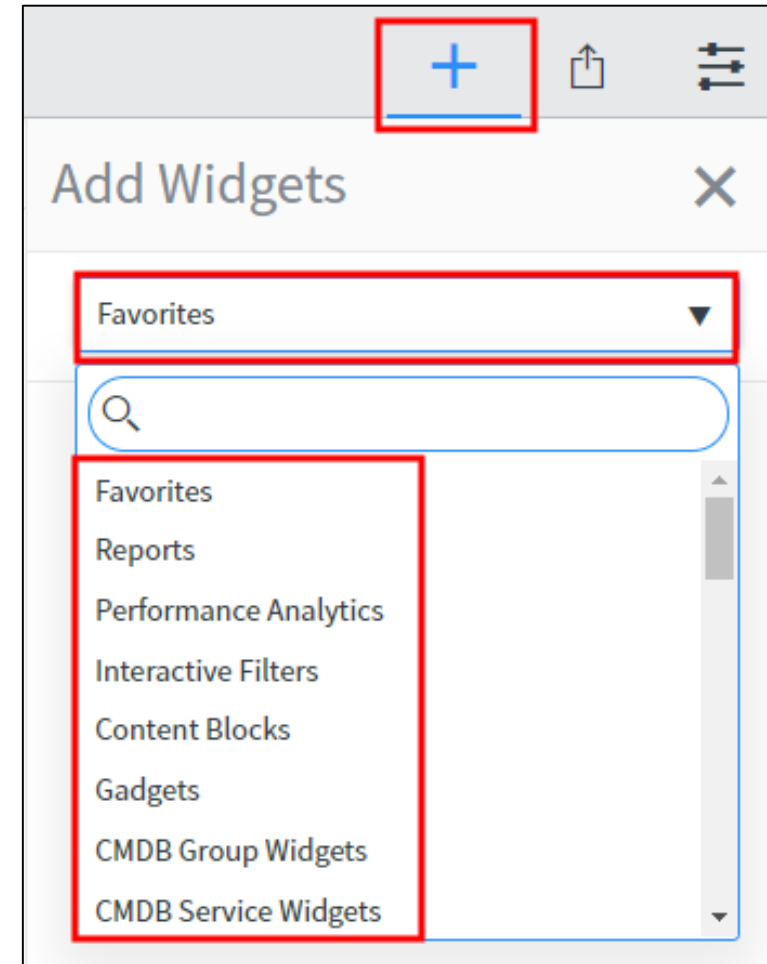 Add Widgets
Favorites
Favorites
Reports
Performance Analytics
Interactive Filters
Content Blocks
Gadgets
CMDB Group Widgets
CMDB Service Widgets